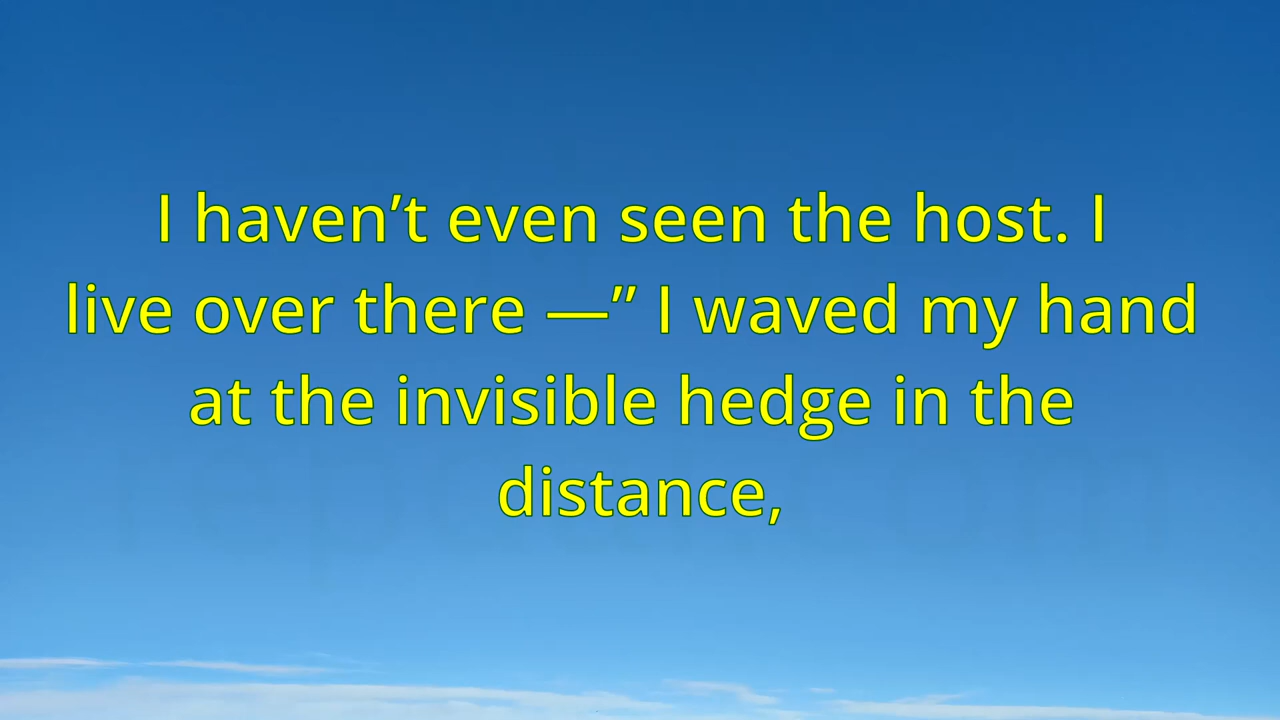 I haven’t even seen the host. I
live over there —” I waved my hand
at the invisible hedge in the
distance,